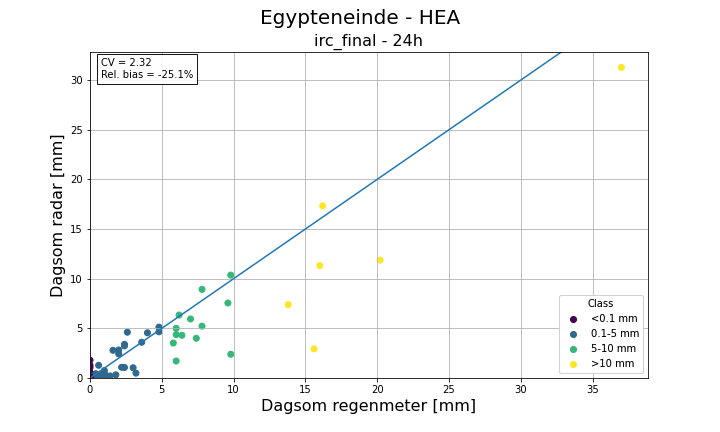 Egypteneinde - HEA
irc_final - 24h
CV = 2.32
Rel. bias = -25.1%
Dagsom radar [mm]
30
25
20
15
10
5
0
0 5 10 15 20 25 30 35
Dagsom regenmeter [mm]
Class
<0.1 mm
0.1-5 mm
5-10 mm
>10 mm